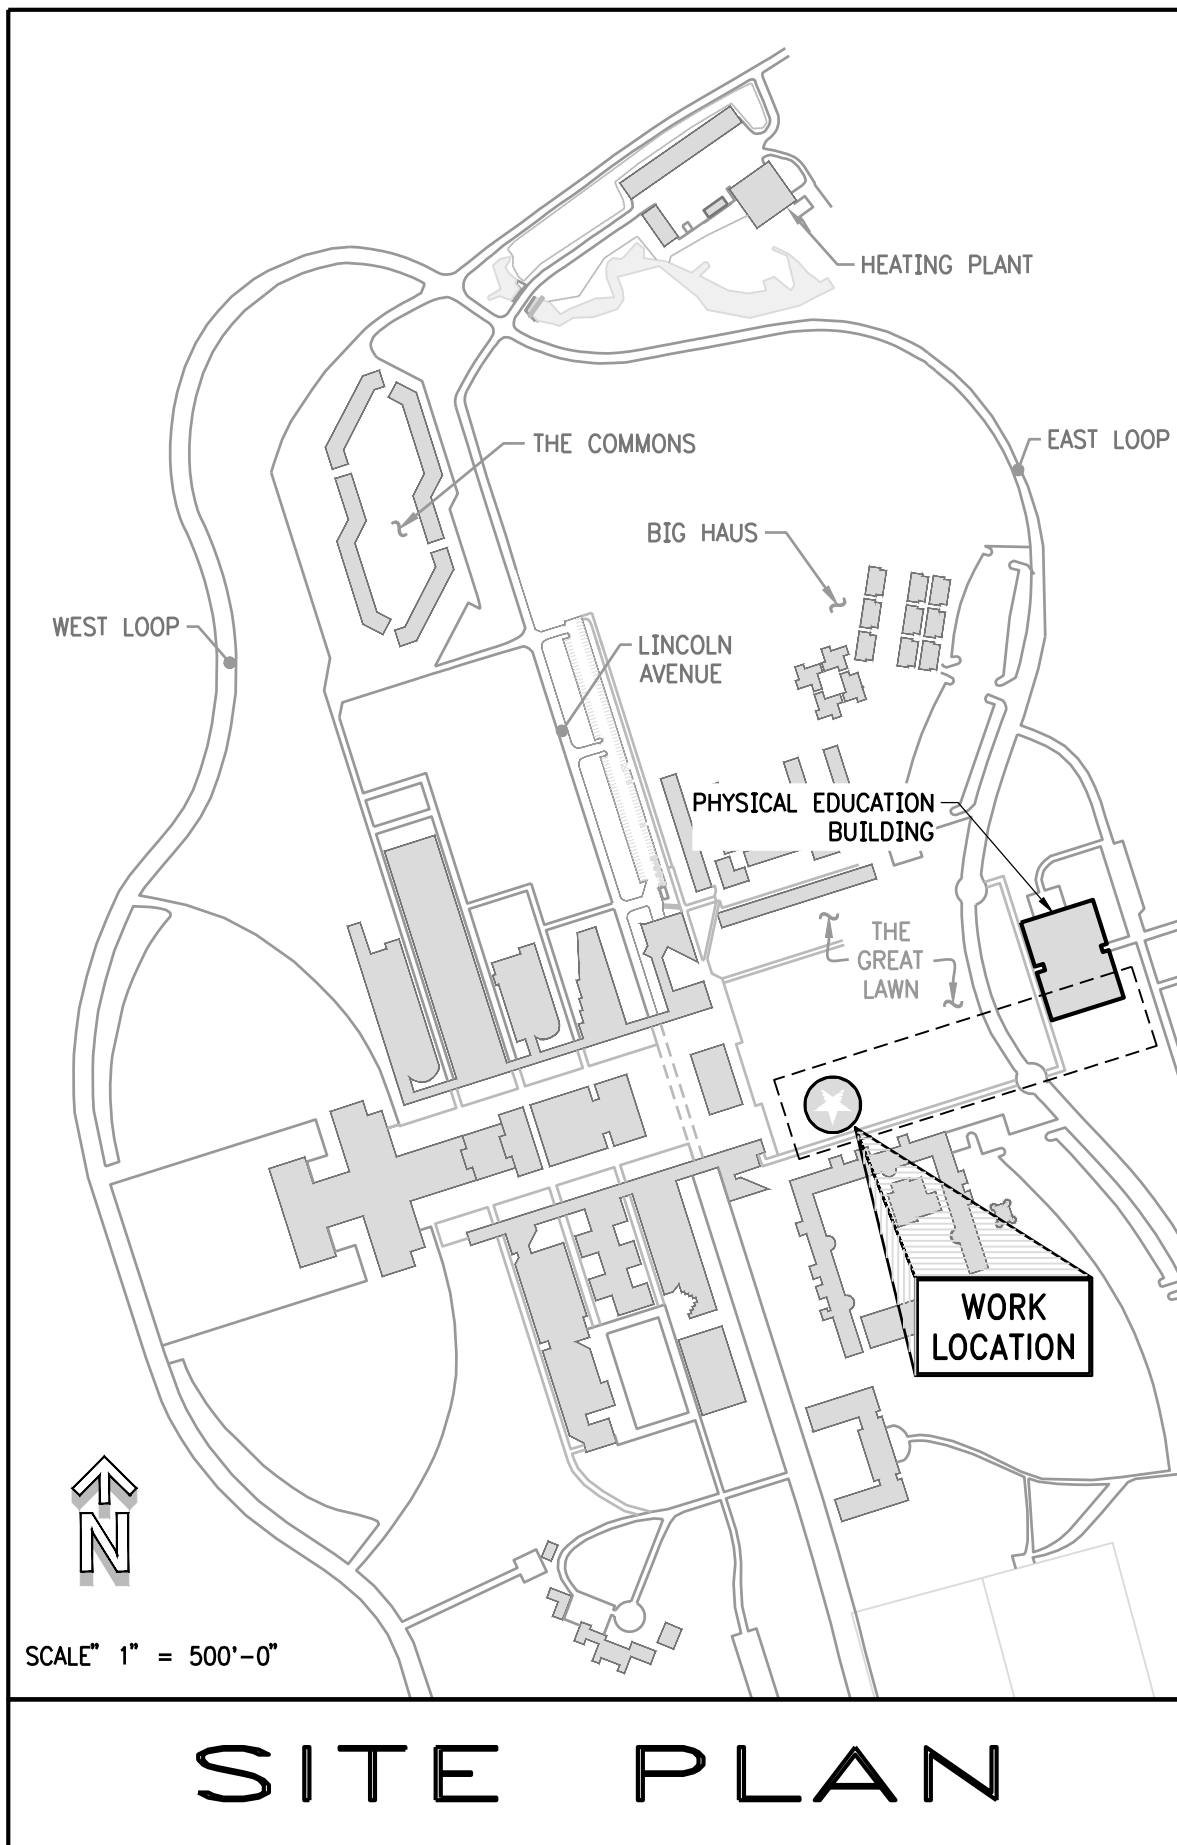 HEATING PLANT
THE COMMONS
EAST LOOP
BIG HAUS
WEST LOOP
LINCOLN
AVENUE
PHYSICAL EDUCATION
BUILDING
THE
GREAT
LAWN
WORK
LOCATION
N
SCALE" 1" = 500'-0"
SITE PLAN